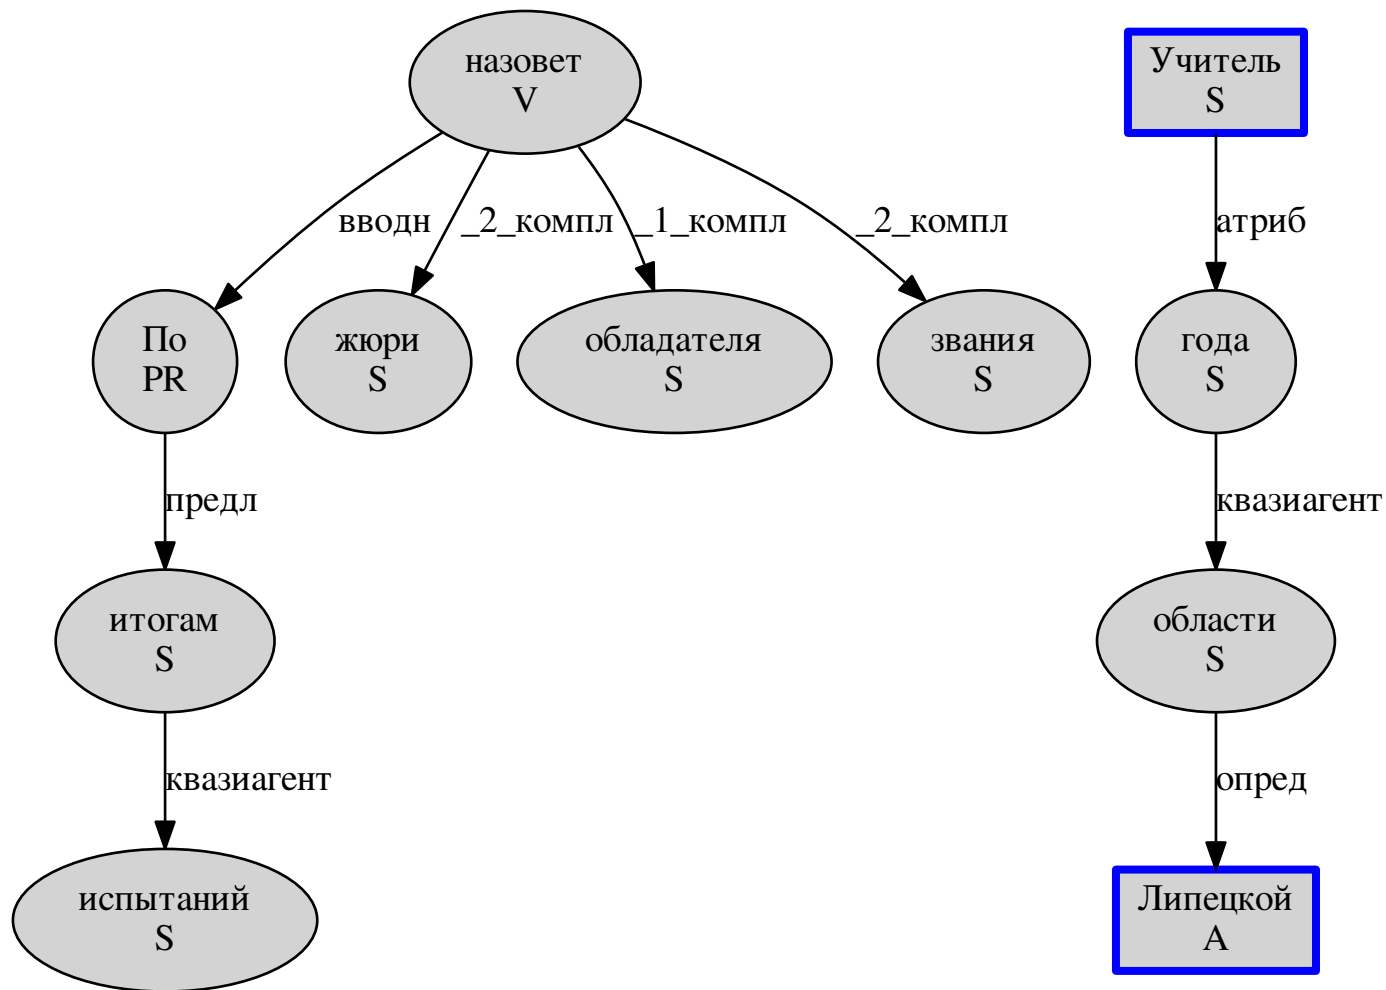 назовет
V
Учитель
S
вводн
_2_компл
_1_компл
_2_компл
атриб
По
PR
жюри
S
обладателя
S
звания
S
года
S
предл
квазиагент
итогам
S
области
S
квазиагент
опред
испытаний
S
Липецкой
A